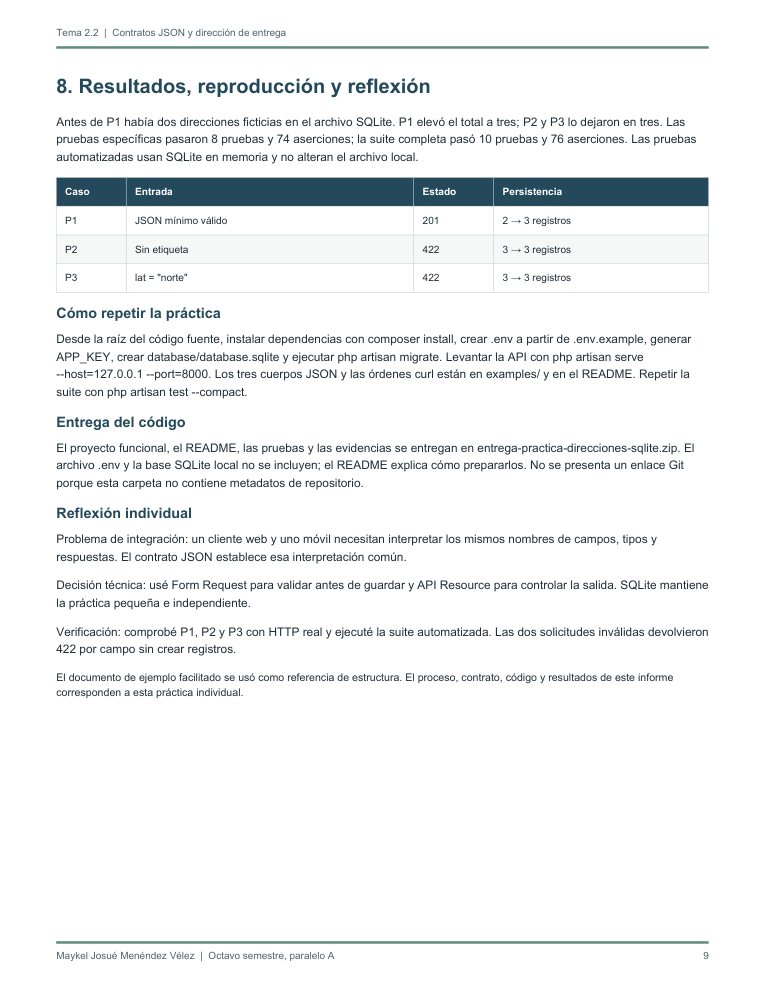 Tema 2.2 | Contratos JSON y dirección de entrega
8. Resultados, reproducción y reflexión
Antes de P1 había dos direcciones ficticias en el archivo SQLite. P1 elevó el total a tres; P2 y P3 lo dejaron en tres. Las
pruebas específicas pasaron 8 pruebas y 74 aserciones; la suite completa pasó 10 pruebas y 76 aserciones. Las pruebas
automatizadas usan SQLite en memoria y no alteran el archivo local.
Caso Entrada Estado Persistencia
P1 JSON mínimo válido 201 2 → 3 registros
P2 Sin etiqueta 422 3 → 3 registros
P3 lat = "norte" 422 3 → 3 registros
Cómo repetir la práctica
Desde la raíz del código fuente, instalar dependencias con composer install, crear .env a partir de .env.example, generar
APP_KEY, crear database/database.sqlite y ejecutar php artisan migrate. Levantar la API con php artisan serve
--host=127.0.0.1 --port=8000. Los tres cuerpos JSON y las órdenes curl están en examples/ y en el README. Repetir la
suite con php artisan test --compact.
Entrega del código
El proyecto funcional, el README, las pruebas y las evidencias se entregan en entrega-practica-direcciones-sqlite.zip. El
archivo .env y la base SQLite local no se incluyen; el README explica cómo prepararlos. No se presenta un enlace Git
porque esta carpeta no contiene metadatos de repositorio.
Reflexión individual
Problema de integración: un cliente web y uno móvil necesitan interpretar los mismos nombres de campos, tipos y
respuestas. El contrato JSON establece esa interpretación común.
Decisión técnica: usé Form Request para validar antes de guardar y API Resource para controlar la salida. SQLite mantiene
la práctica pequeña e independiente.
Verificación: comprobé P1, P2 y P3 con HTTP real y ejecuté la suite automatizada. Las dos solicitudes inválidas devolvieron
422 por campo sin crear registros.
El documento de ejemplo facilitado se usó como referencia de estructura. El proceso, contrato, código y resultados de este informe
corresponden a esta práctica individual.
Maykel Josué Menéndez Vélez | Octavo semestre, paralelo A 9